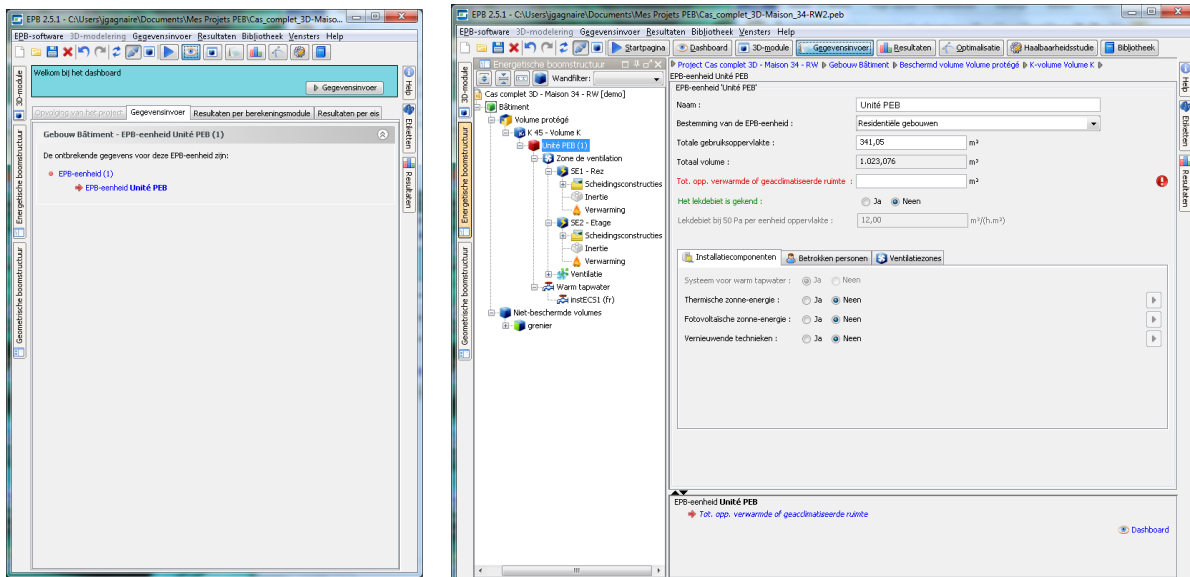 EPB 2.5.1 - C:\Users\jgagnaire\Documents\Mes Projets PEB\Cas_complet_3D-Maiso...
EPB-software 3D-modelering Gegevensinvoer Resultaten Bibliotheek Vensters Help
Welkom bij het dashboard
Gegevensinvoer
Opvolging van het project Gegevensinvoer Resultaten per berekeningsmodule Resultaten per eis
Gebouw Bâtiment - EPB-eenheid Unité PEB (1)
De ontbrekende gegevens voor deze EPB-eenheid zijn:
EPB-eenheid (1)
EPB-eenheid Unité PEB
3D-module
Energetische boomstructuur
Geometrische boomstructuur
Help
Etiketten
Resultaten
EPB 2.5.1 - C:\Users\jgagnaire\Documents\Mes Projets PEB\Cas_complet_3D-Maison_34-RW2.peb
EPB-software 3D-modelering Gegevensinvoer Resultaten Bibliotheek Vensters Help
Startpagina Dashboard 3D-module Gegevensinvoer Resultaten Optimalisatie Haalbaarheidsstudie Bibliotheek
3D-module
Energetische boomstructuur
Geometrische boomstructuur
Energetische boomstructuur
Wandfilter:
Cas complet 3D - Maison 34 - RW [demo]
Bâtiment
Volume protégé
K 45 - Volume K
Unité PEB (1)
Zone de ventilation
SE1 - Rez
Scheidingsconstructies
Inertie
Verwarming
SE2 - Etage
Scheidingsconstructies
Inertie
Verwarming
Ventilatie
Warm tapwater
instECS1 (fr)
Niet-beschermde volumes
grenier
Project Cas complet 3D - Maison 34 - RW Gebouw Bâtiment Beschermd volume Volume protégé K-volume Volume K
EPB-eenheid Unité PEB
EPB-eenheid 'Unité PEB'
Naam : Unité PEB
Bestemming van de EPB-eenheid : Residentiële gebouwen
Totale gebruiksoppervlakte : 341,05 m²
Totaal volume : 1.023,076 m³
Tot. opp. verwarmde of geacclimatiseerde ruimte : m²
Het lekdebiet is gekend : Ja Neen
Lekdebiet bij 50 Pa per eenheid oppervlakte : 12,00 m³/(h.m²)
Installatiecomponenten Betrokken personen Ventilatiezones
Systeem voor warm tapwater : Ja Neen
Thermische zonne-energie : Ja Neen
Fotovoltaïsche zonne-energie : Ja Neen
Vernieuwende technieken : Ja Neen
EPB-eenheid Unité PEB
Tot. opp. verwarmde of geacclimatiseerde ruimte
Dashboard
Help
Etiketten
Resultaten